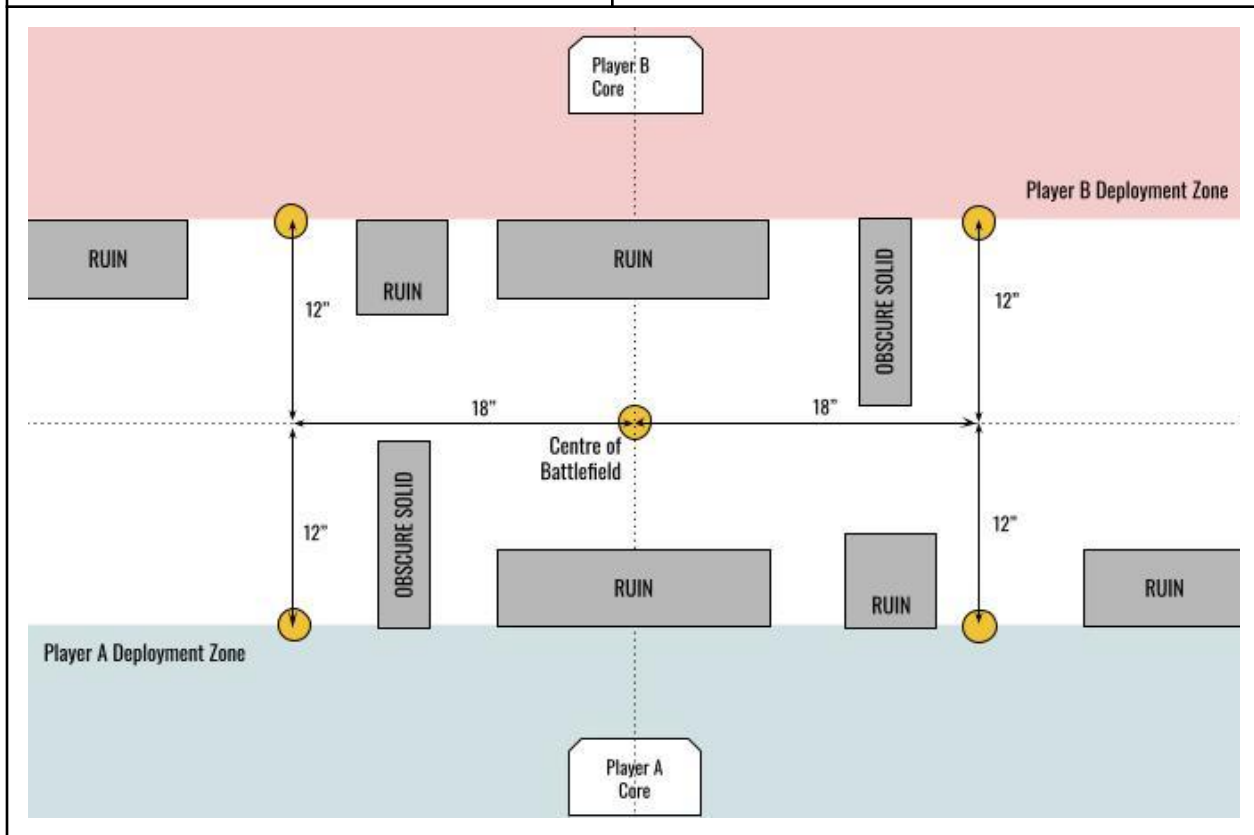 Player B
Core
Player B Deployment Zone
RUIN
RUIN
RUIN
OBSCURE SOLID
12”
12”
18”
18”
Centre of
Battlefield
OBSCURE SOLID
12”
12”
RUIN
RUIN
RUIN
Player A Deployment Zone
Player A
Core